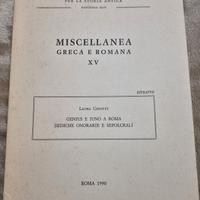 PER LA STORIA ANTICA
MISCELLANEA
GRECA E ROMANA
XV
ESTRATTO
LAURA CHIOFFI
GENIUS E IUNO A ROMA
DEDICHE ONORARIE E SEPOLCRALI
ROMA 1990